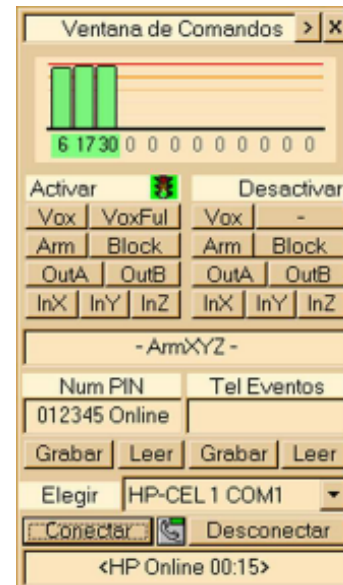 Ventana de Comandos > x
6 17 30 0 0 0 0 0 0 0 0 0
Activar Desactivar
Vox VoxFul Vox -
Arm Block Arm Block
OutA OutB OutA OutB
InX InY InZ InX InY InZ
- ArmXYZ -
Num PIN Tel Eventos
012345 Online
Grabar Leer Grabar Leer
Elegir HP-CEL 1 COM1
Conectar Desconectar
<HP Online 00:15>